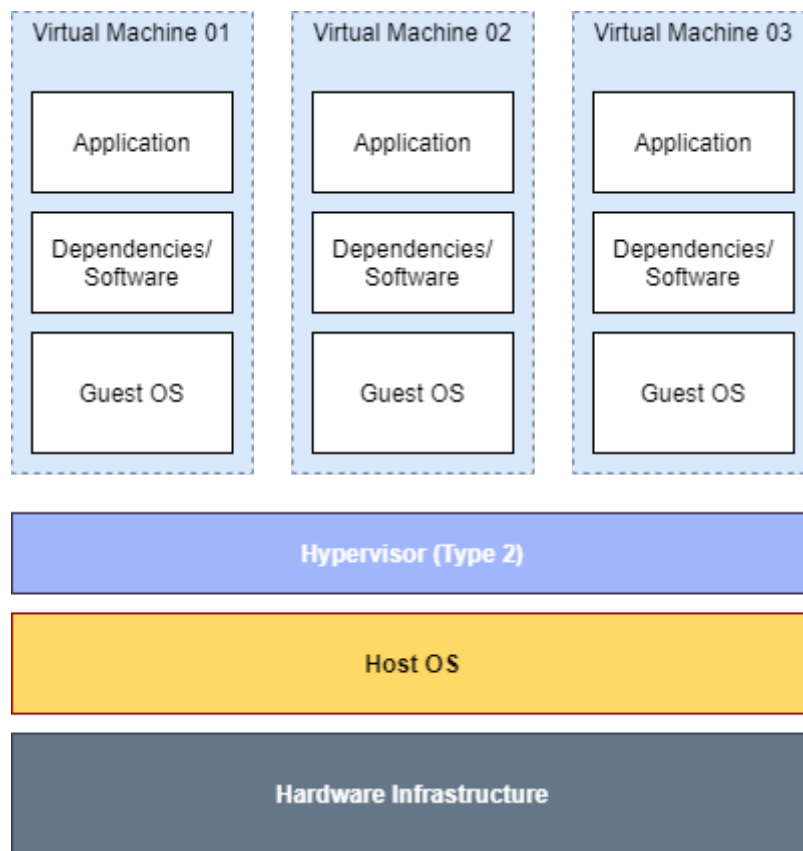 Virtual Machine 01
Virtual Machine 02
Virtual Machine 03
Application
Application
Application
Dependencies/
Software
Dependencies/
Software
Dependencies/
Software
Guest OS
Guest OS
Guest OS
Hypervisor (Type 2)
Host OS
Hardware Infrastructure